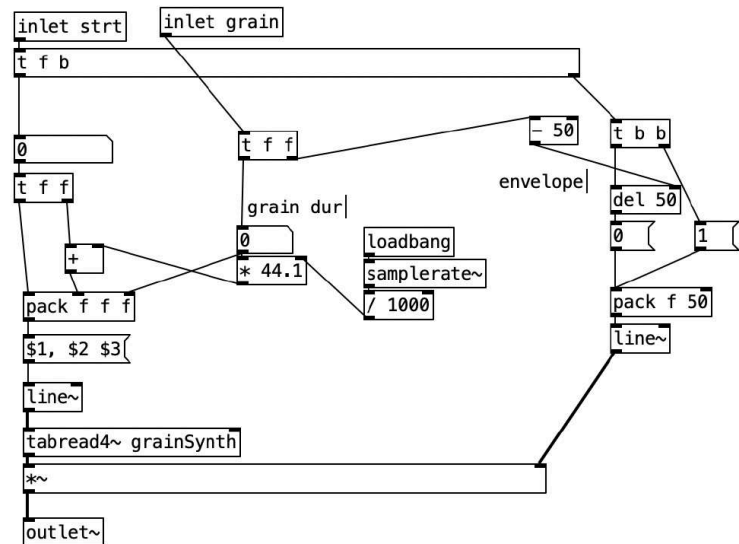 inlet strt
inlet grain
t f b
0
t f f
- 50
t b b
t f f
envelope
del 50
grain dur
+
0
* 44.1
loadbang
samplerate~
/ 1000
0
1
pack f f f
pack f 50
$1, $2 $3
line~
line~
tabread4~ grainSynth
*~
outlet~